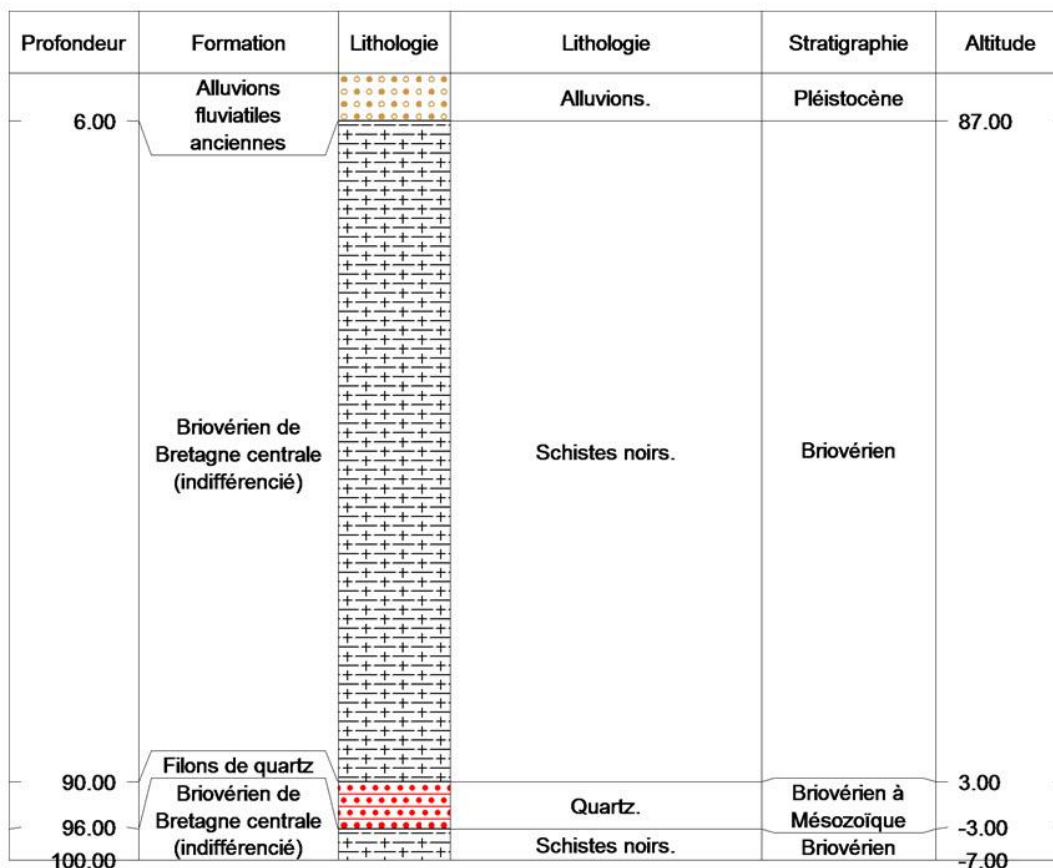 Profondeur Formation Lithologie Lithologie Stratigraphie Altitude
Alluvions
fluviatiles
anciennes
Alluvions.
Pléistocène
6.00
87.00
Briovérien de
Bretagne centrale
(indifférencié)
Schistes noirs.
Briovérien
Filons de quartz
90.00
3.00
Quartz.
Briovérien à
Mésozoïque
96.00
-3.00
Briovérien de
Bretagne centrale
(indifférencié)
Schistes noirs.
Briovérien
100.00
-7.00